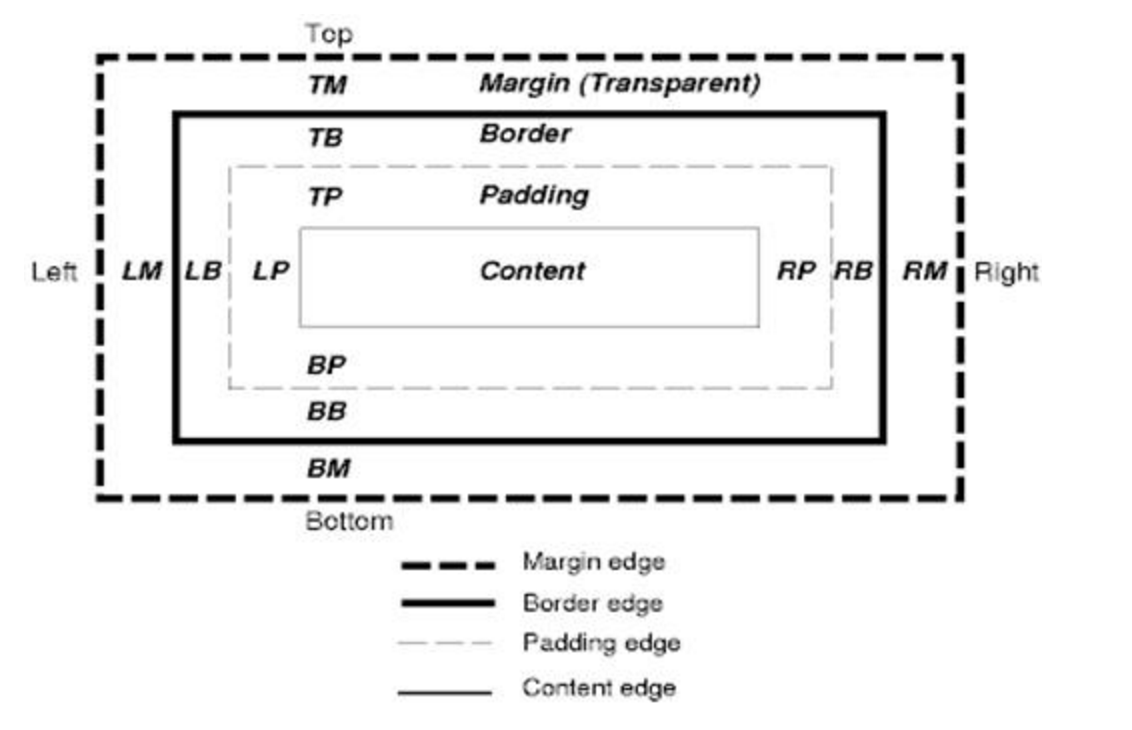 Top
TM Margin (Transparent)
TB Border
TP Padding
Left LM LB LP Content RP RB RM Right
BP
BB
BM
Bottom
Margin edge
Border edge
Padding edge
Content edge